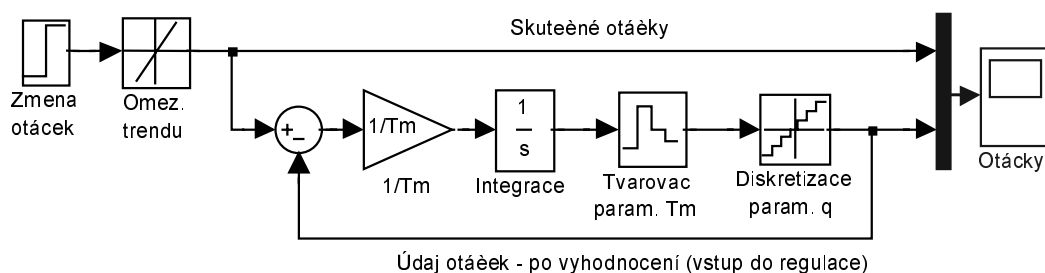 Skuteèné otáèky
Zmena
otácek
Omez.
trendu
+
−
1/Tm
1/Tm
1
s
Integrace
Tvarovac
param. Tm
Diskretizace
param. q
Otácky
Údaj otáèek - po vyhodnocení (vstup do regulace)